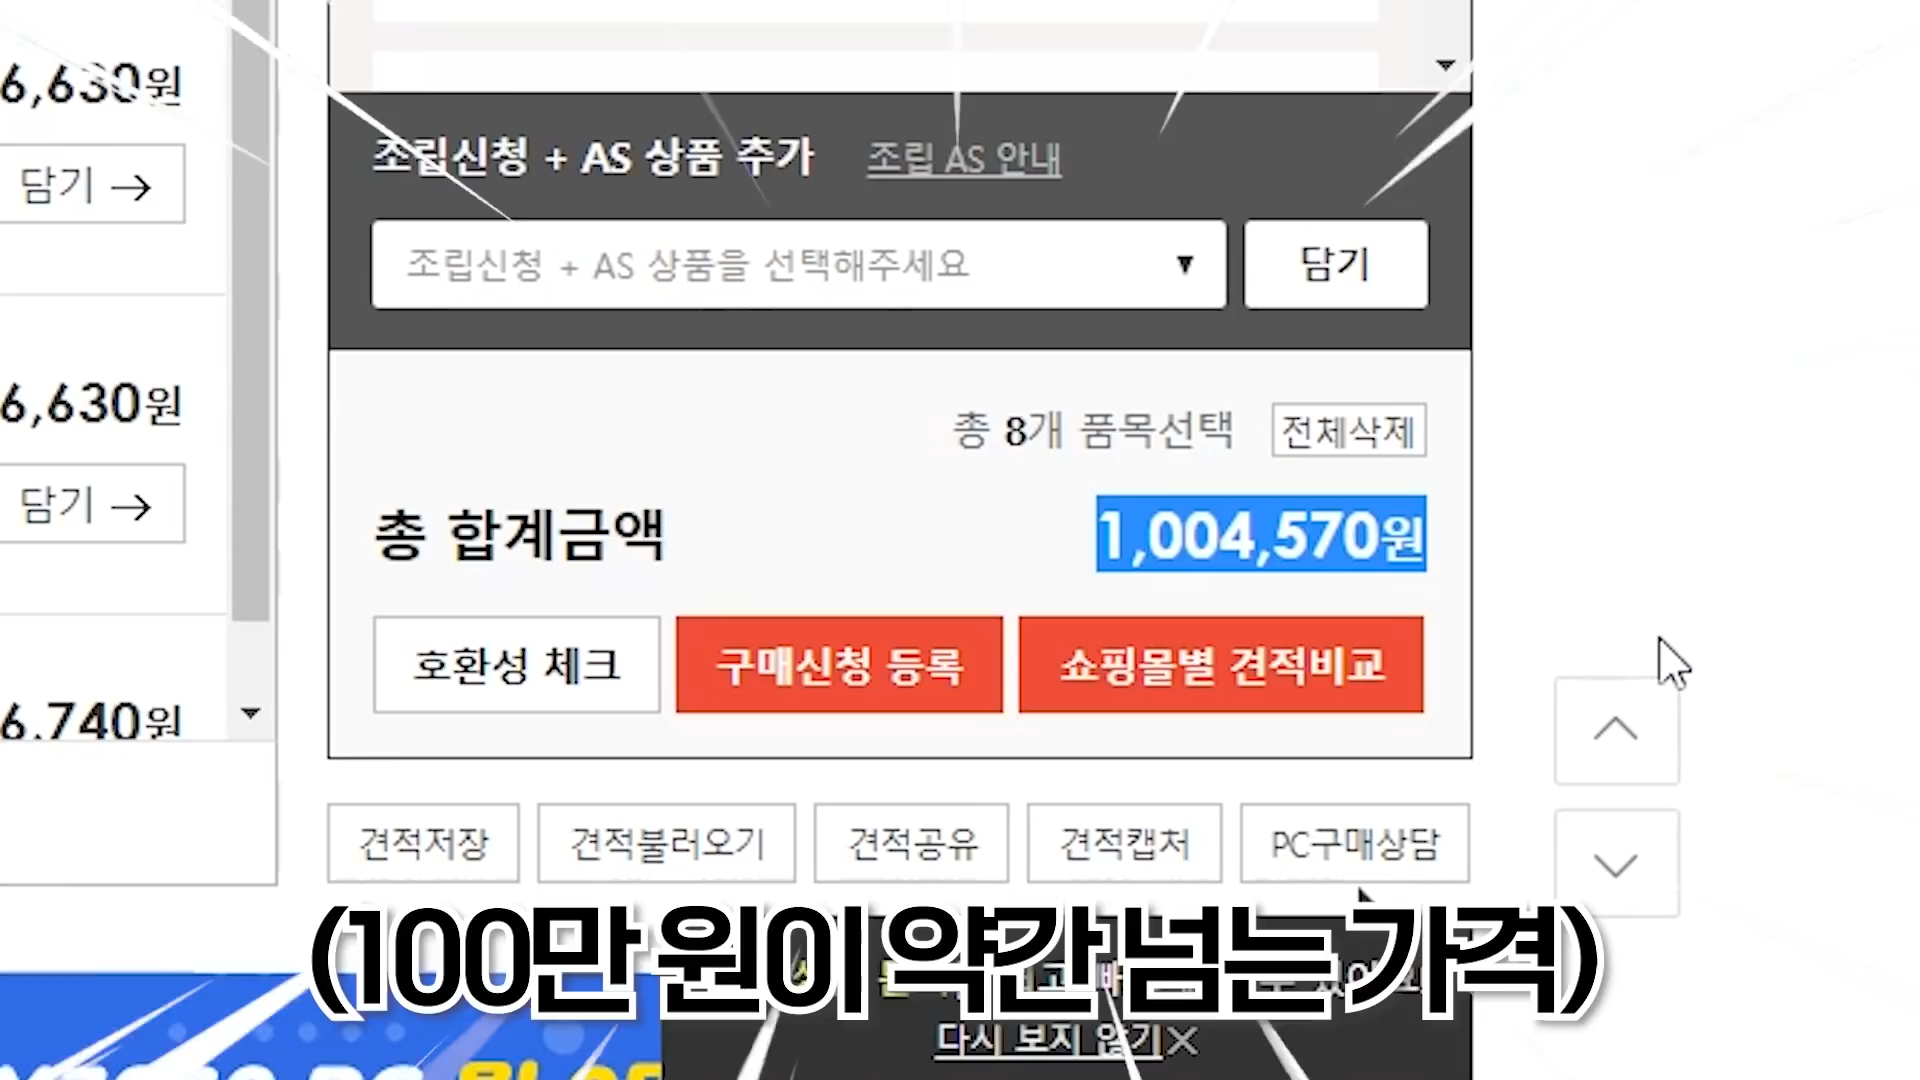 6,630원
담기 →
6,630원
담기 →
6,740원
조립신청 + AS 상품 추가 조립 AS 안내
조립신청 + AS 상품을 선택해주세요 ▼ 담기
총 8개 품목선택 전체삭제
총 합계금액 1,004,570원
호환성 체크 구매신청 등록 쇼핑몰별 견적비교
견적저장 견적불러오기 견적공유 견적캡처 PC구매상담
(100만 원이 약간 넘는 가격)
다시 보지 않기 ×